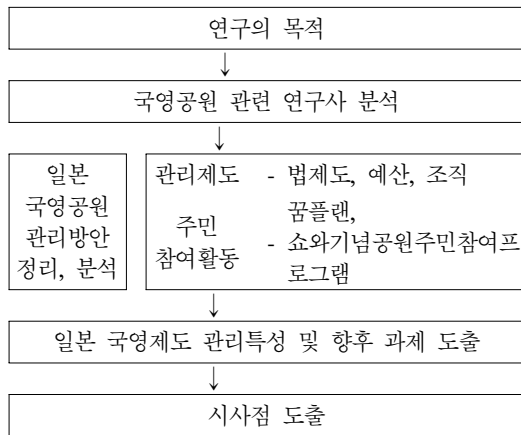 연구의 목적
국영공원 관련 연구사 분석
일본
국영공원
관리방안
정리, 분석
관리제도 - 법제도, 예산, 조직
꿈플랜,
주민
참여활동 - 쇼와기념공원주민참여프
로그램
일본 국영제도 관리특성 및 향후 과제 도출
시사점 도출